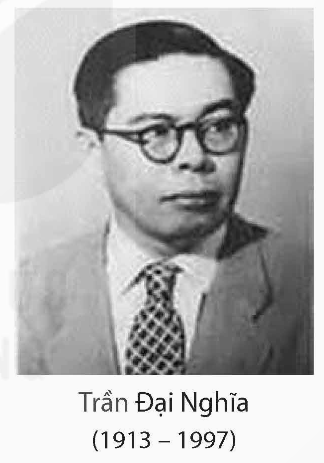 Trần Đại Nghĩa
(1913 – 1997)